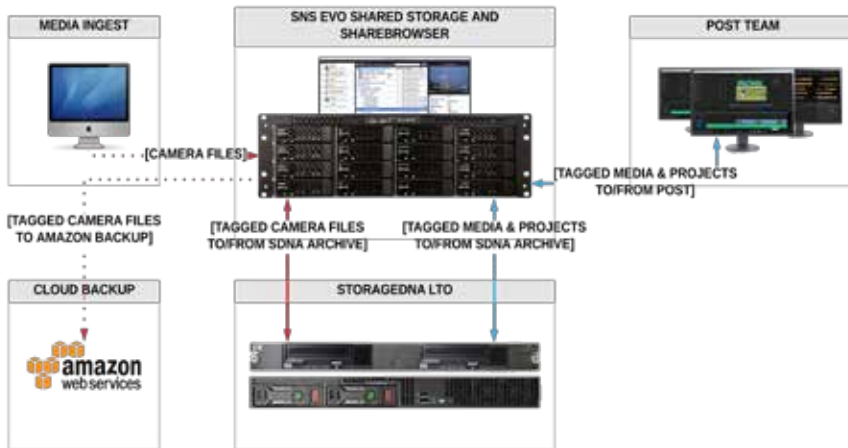 MEDIA INGEST
SNS EVO SHARED STORAGE AND
SHAREBROWSER
POST TEAM
[CAMERA FILES]
[TAGGED MEDIA & PROJECTS
TO/FROM POST]
[TAGGED CAMERA FILES
TO AMAZON BACKUP]
[TAGGED CAMERA FILES
TO/FROM SDNA ARCHIVE]
[TAGGED MEDIA & PROJECTS
TO/FROM SDNA ARCHIVE]
CLOUD BACKUP
STORAGEDNA LTO
amazon
webservices